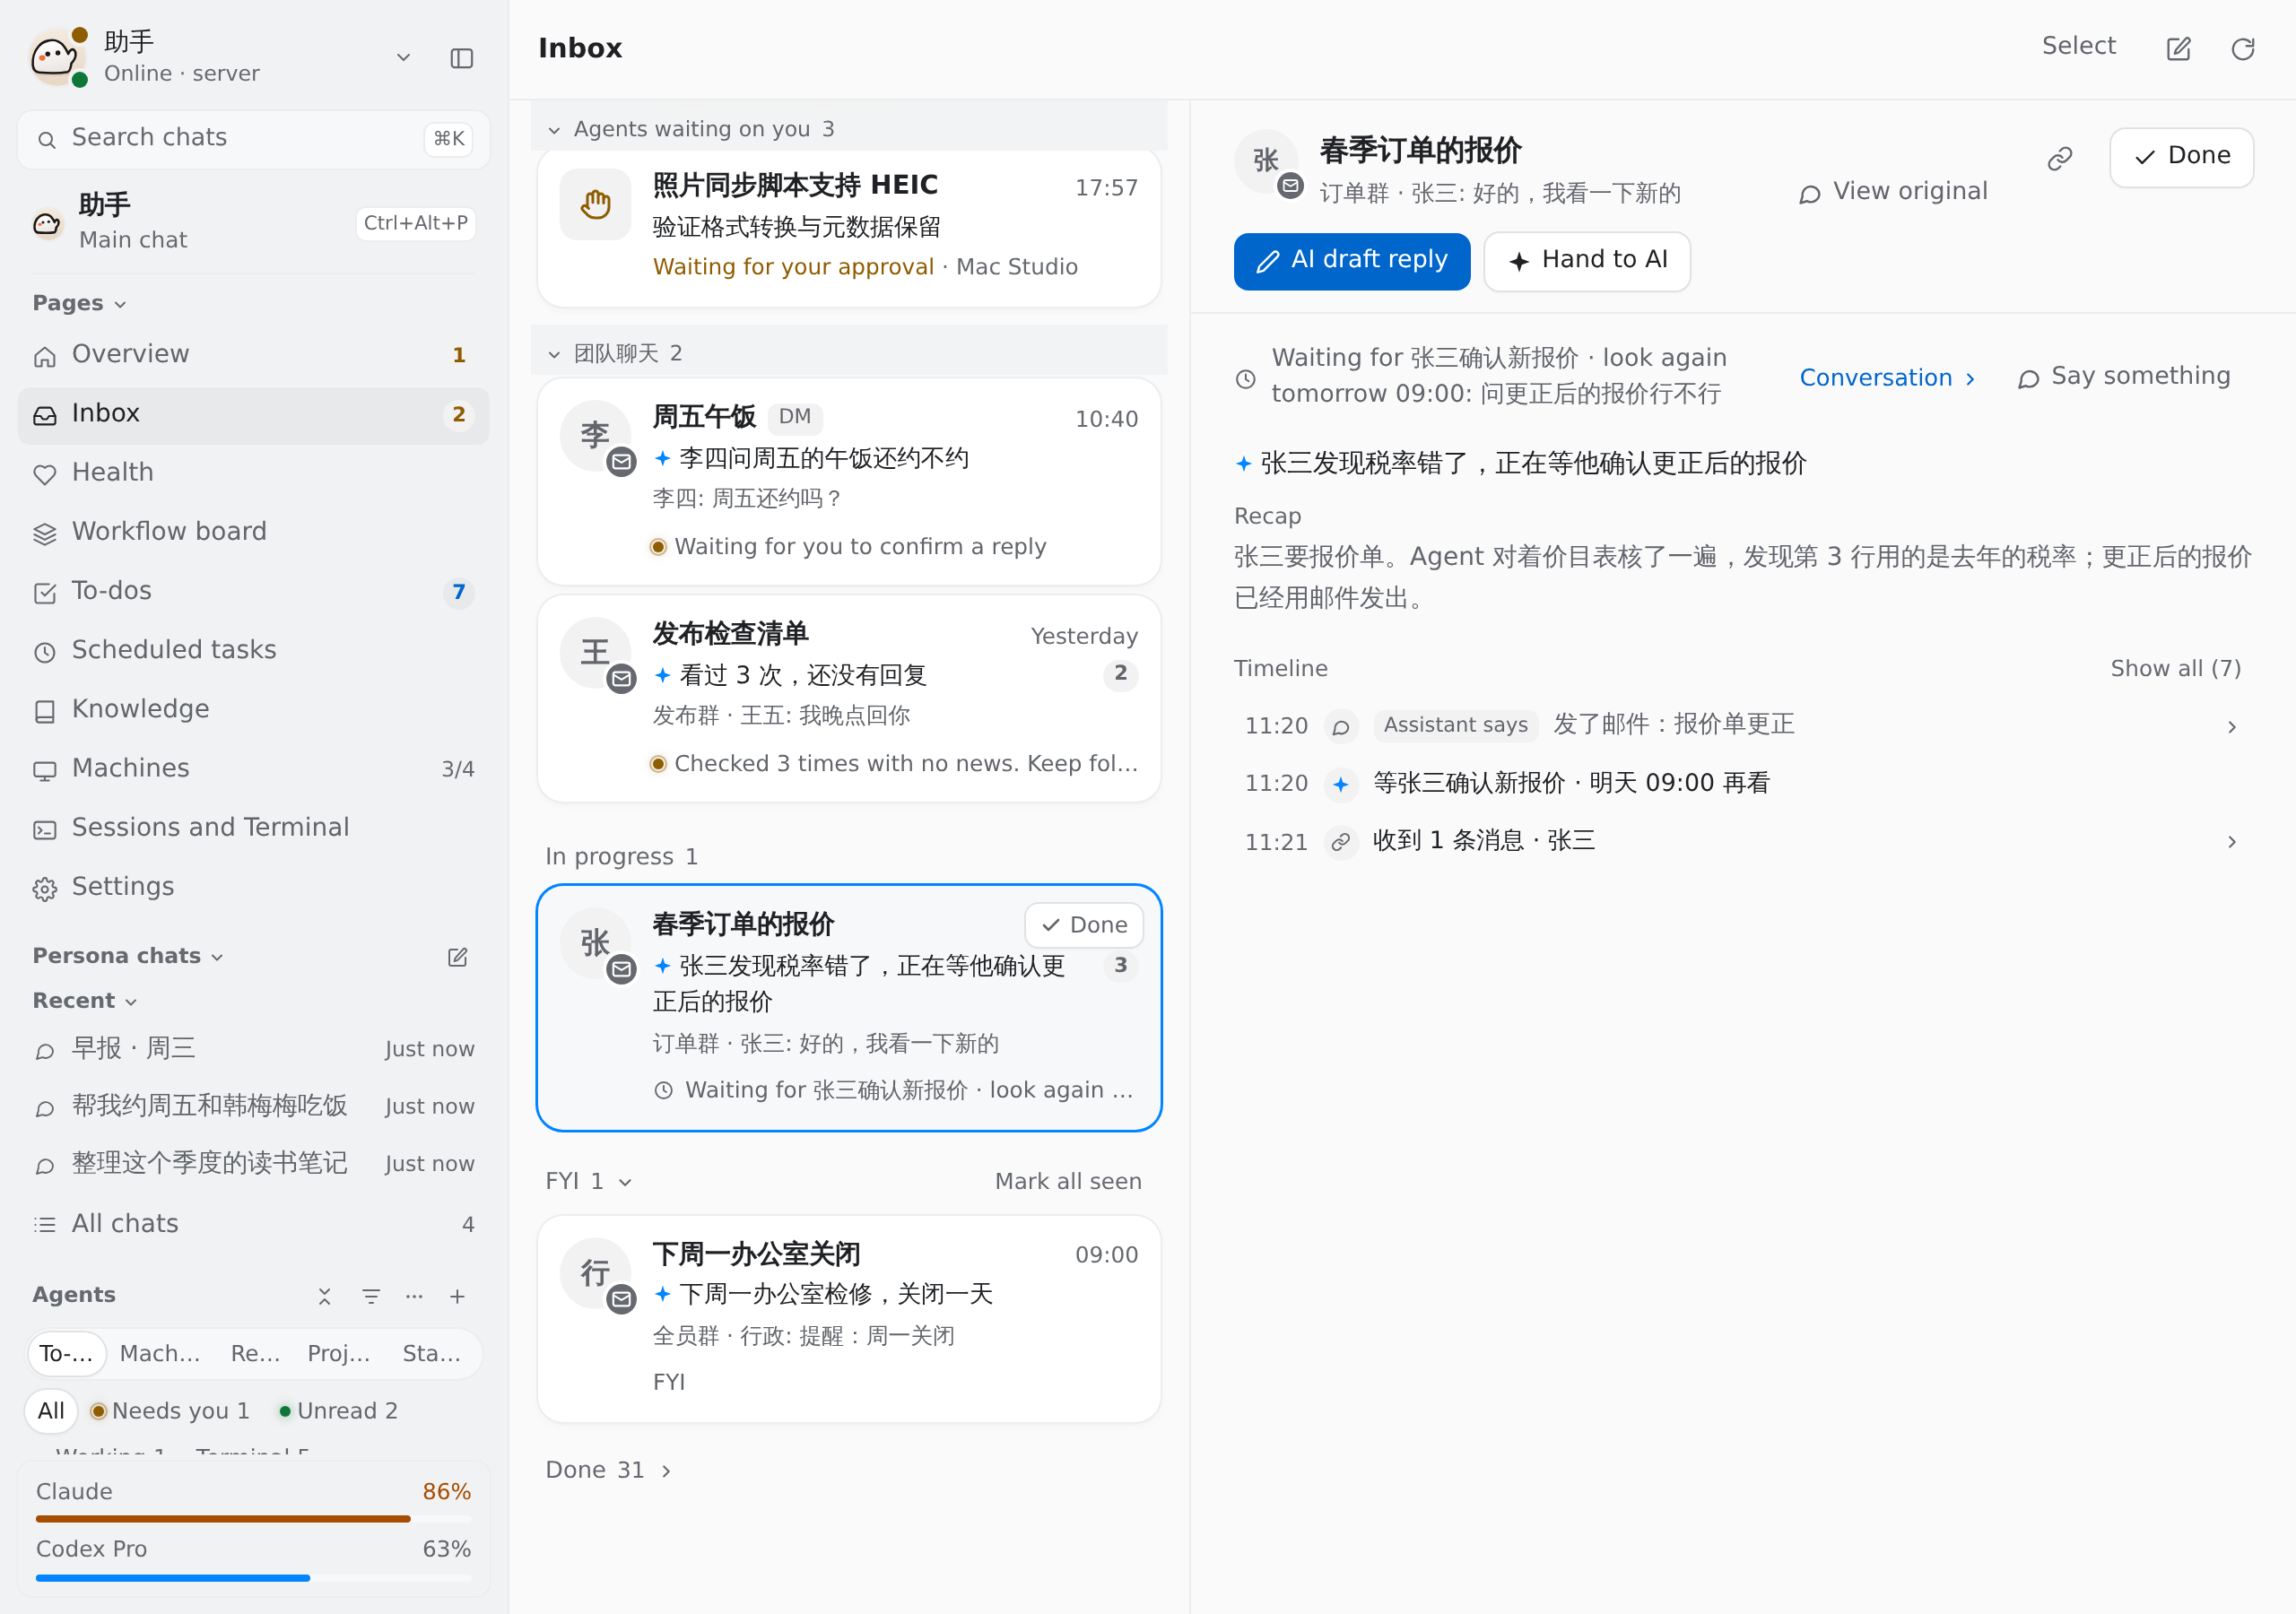 助手
Online · server
Search chats
⌘K
助手
Main chat
Ctrl+Alt+P
Pages
Overview
1
Inbox
2
Health
Workflow board
To-dos
7
Scheduled tasks
Knowledge
Machines
3/4
Sessions and Terminal
Settings
Persona chats
Recent
早报 · 周三
Just now
帮我约周五和韩梅梅吃饭
Just now
整理这个季度的读书笔记
Just now
All chats
4
Agents
To-…
Mach…
Re…
Proj…
Sta…
All
Needs you 1
Unread 2
Working 1
Terminal 5
Claude
86%
Codex Pro
63%
Inbox
Select
Agents waiting on you 3
照片同步脚本支持 HEIC
17:57
验证格式转换与元数据保留
Waiting for your approval · Mac Studio
团队聊天 2
李
周五午饭
DM
10:40
李四问周五的午饭还约不约
李四: 周五还约吗？
Waiting for you to confirm a reply
王
发布检查清单
Yesterday
看过 3 次，还没有回复
2
发布群 · 王五: 我晚点回你
Checked 3 times with no news. Keep fol…
In progress 1
张
春季订单的报价
Done
张三发现税率错了，正在等他确认更
正后的报价
3
订单群 · 张三: 好的，我看一下新的
Waiting for 张三确认新报价 · look again …
FYI 1
Mark all seen
行
下周一办公室关闭
09:00
下周一办公室检修，关闭一天
全员群 · 行政: 提醒：周一关闭
FYI
Done 31
张
春季订单的报价
订单群 · 张三: 好的，我看一下新的
View original
Done
AI draft reply
Hand to AI
Waiting for 张三确认新报价 · look again
tomorrow 09:00: 问更正后的报价行不行
Conversation
Say something
张三发现税率错了，正在等他确认更正后的报价
Recap
张三要报价单。Agent 对着价目表核了一遍，发现第 3 行用的是去年的税率；更正后的报价
已经用邮件发出。
Timeline
Show all (7)
11:20
Assistant says
发了邮件：报价单更正
11:20
等张三确认新报价 · 明天 09:00 再看
11:21
收到 1 条消息 · 张三